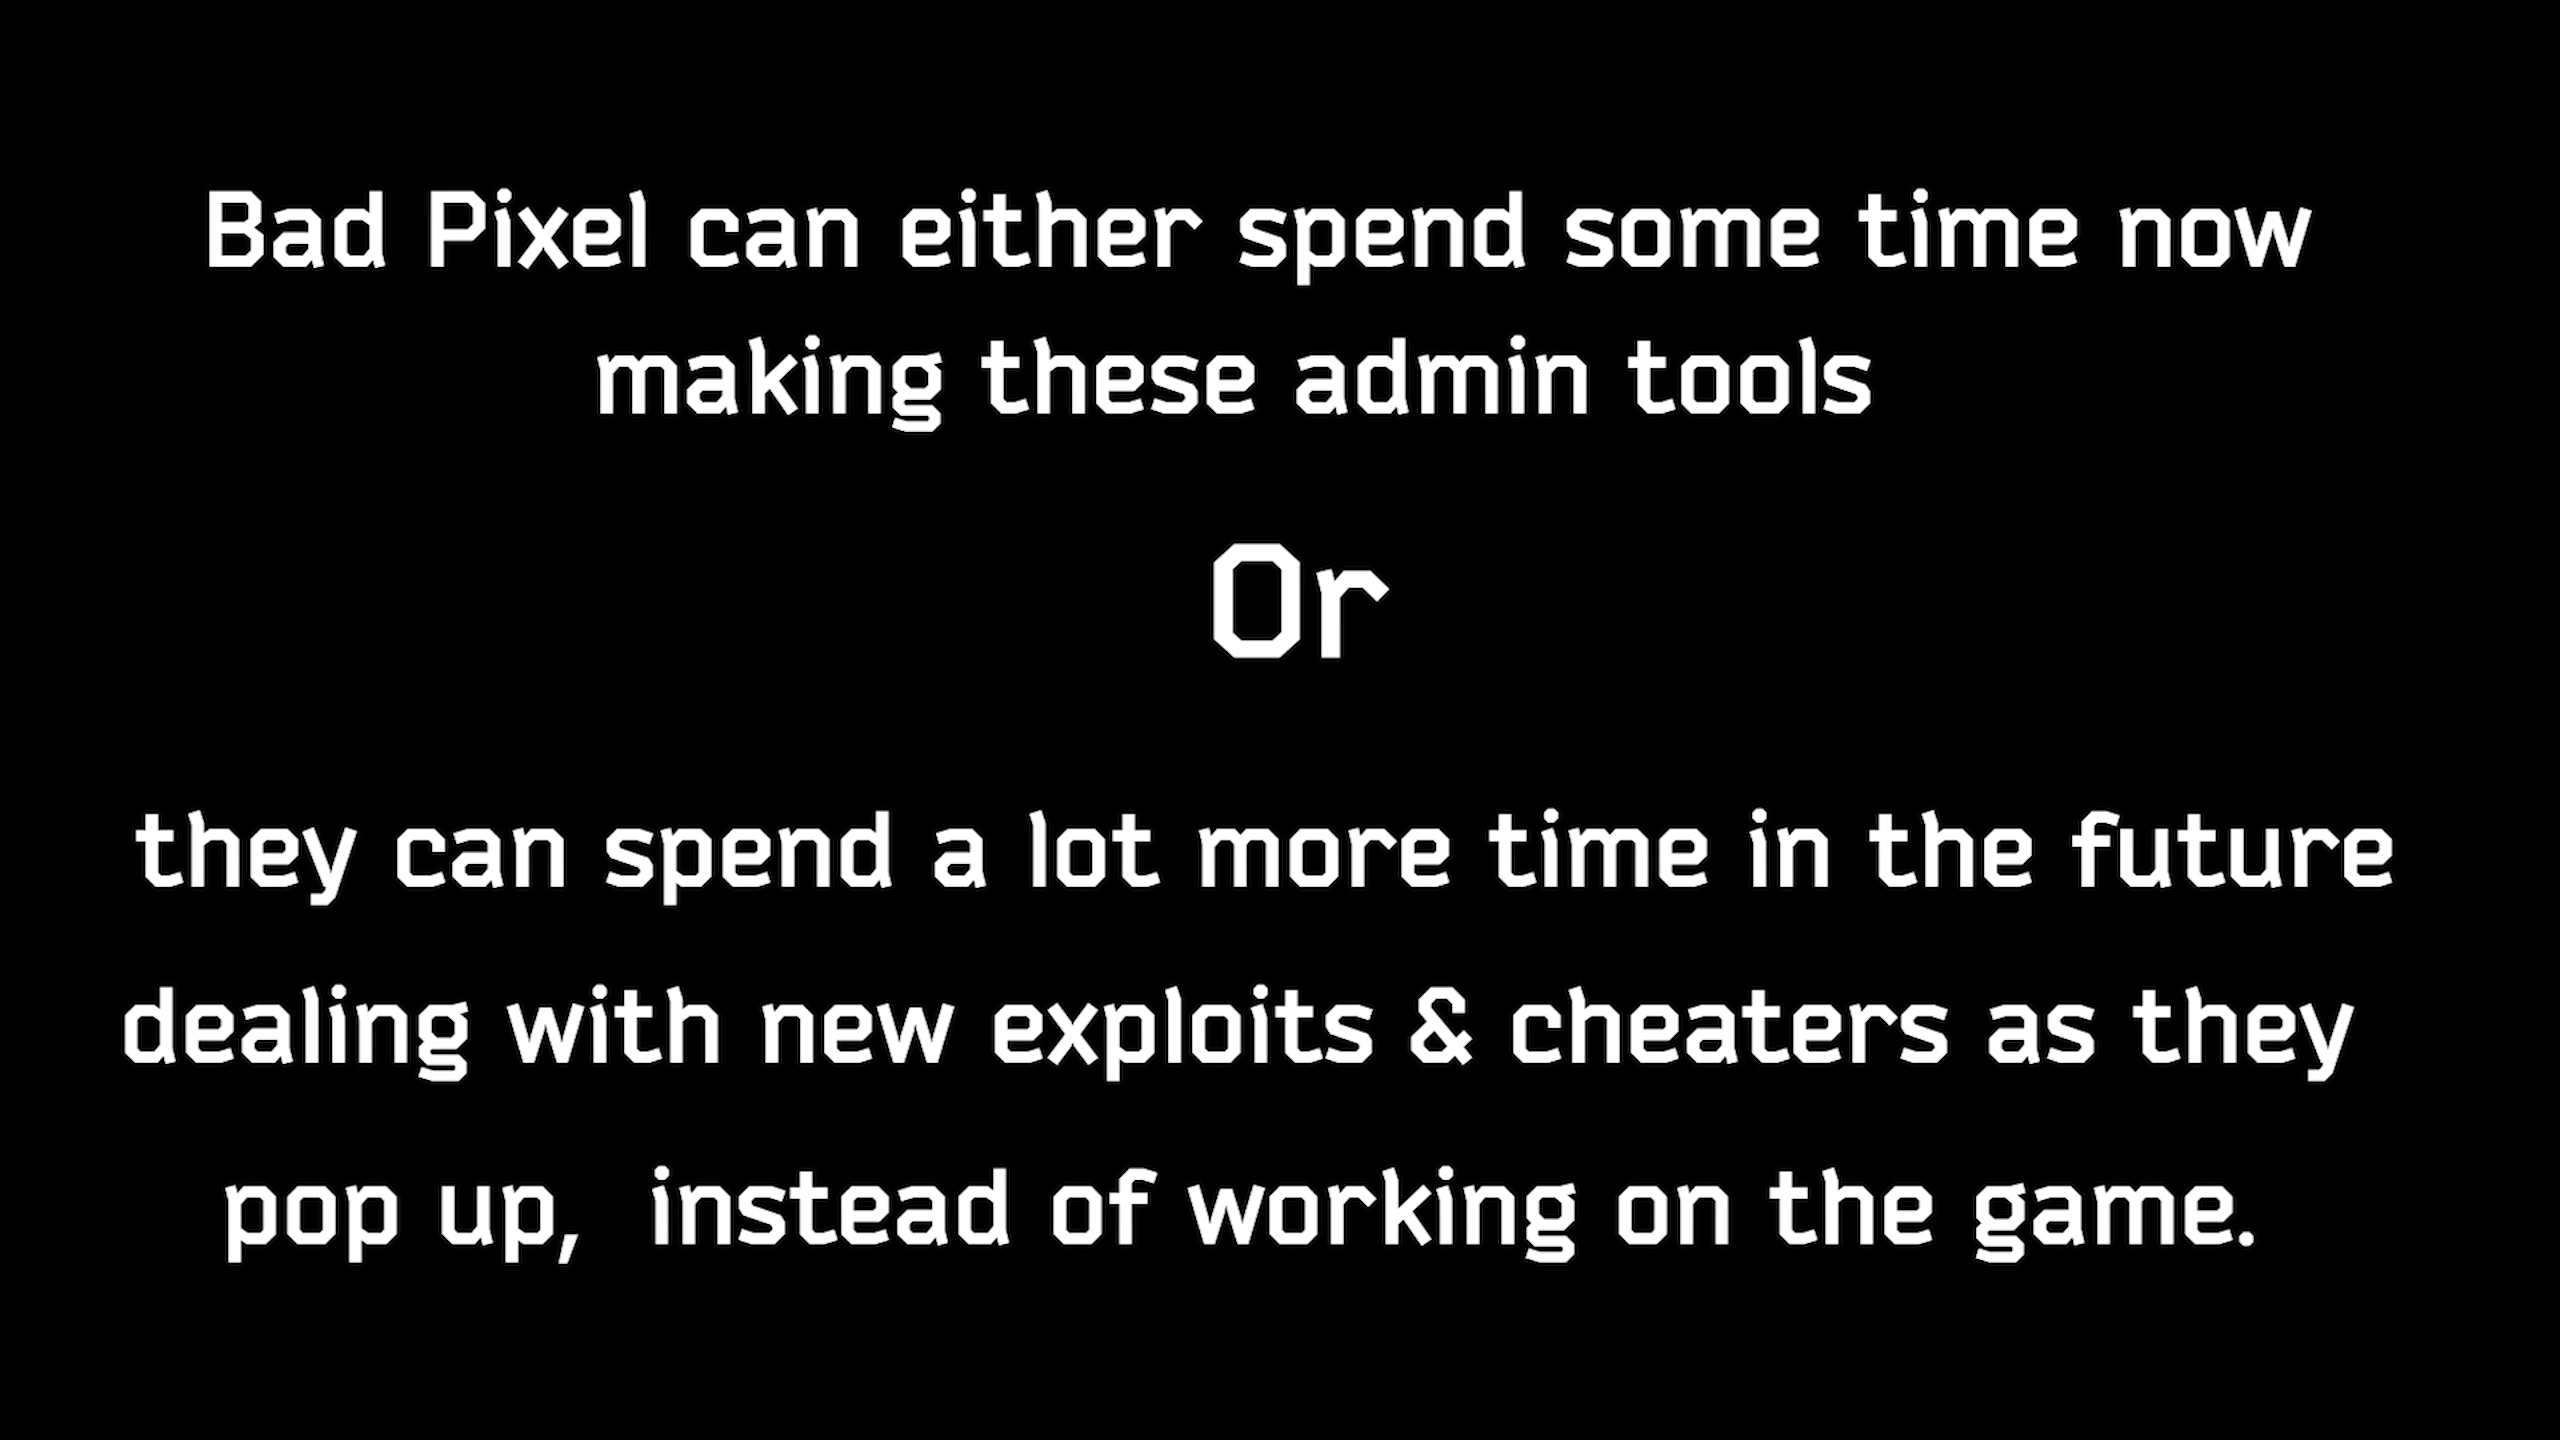 Bad Pixel can either spend some time now
making these admin tools
Or
they can spend a lot more time in the future
dealing with new exploits & cheaters as they
pop up,  instead of working on the game.